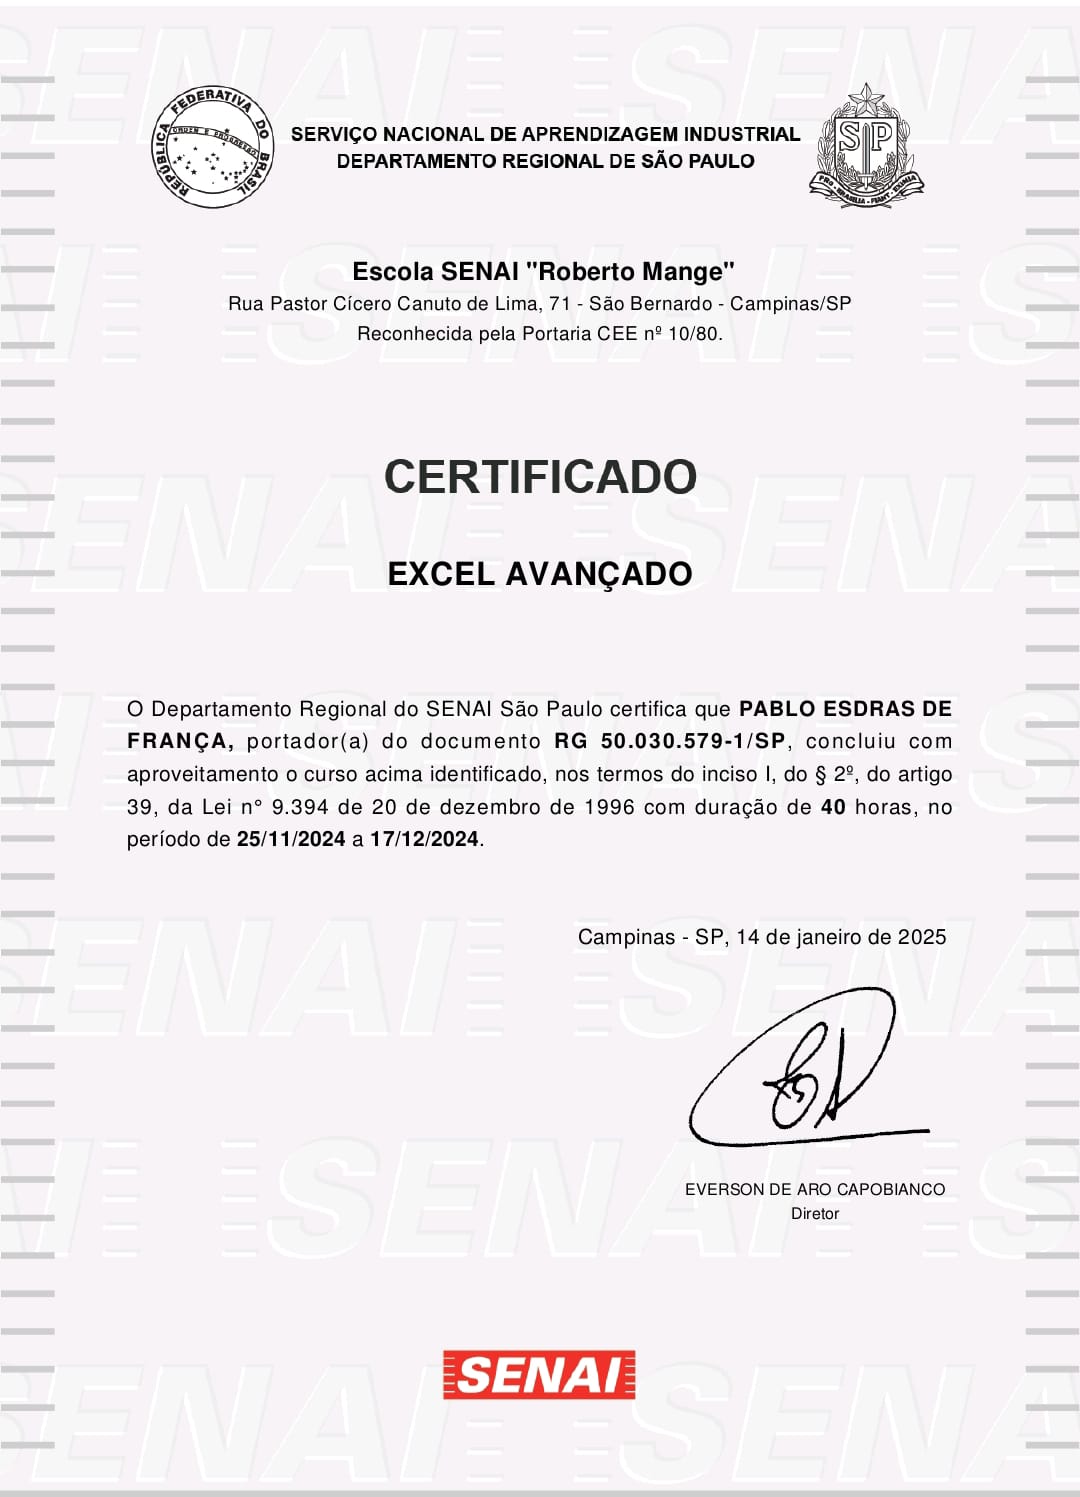 REPÚBLICA FEDERATIVA DO BRASIL
ORDEM E PROGRESSO
SERVIÇO NACIONAL DE APRENDIZAGEM INDUSTRIAL
DEPARTAMENTO REGIONAL DE SÃO PAULO
SP
PRO - BRASILIA - FIANT - EXIMIA
Escola SENAI "Roberto Mange"
Rua Pastor Cícero Canuto de Lima, 71 - São Bernardo - Campinas/SP
Reconhecida pela Portaria CEE nº 10/80.
CERTIFICADO
EXCEL AVANÇADO
O Departamento Regional do SENAI São Paulo certifica que PABLO ESDRAS DE
FRANÇA, portador(a) do documento RG 50.030.579-1/SP, concluiu com
aproveitamento o curso acima identificado, nos termos do inciso I, do § 2º, do artigo
39, da Lei n° 9.394 de 20 de dezembro de 1996 com duração de 40 horas, no
período de 25/11/2024 a 17/12/2024.
Campinas - SP, 14 de janeiro de 2025
EVERSON DE ARO CAPOBIANCO
Diretor
SENAI